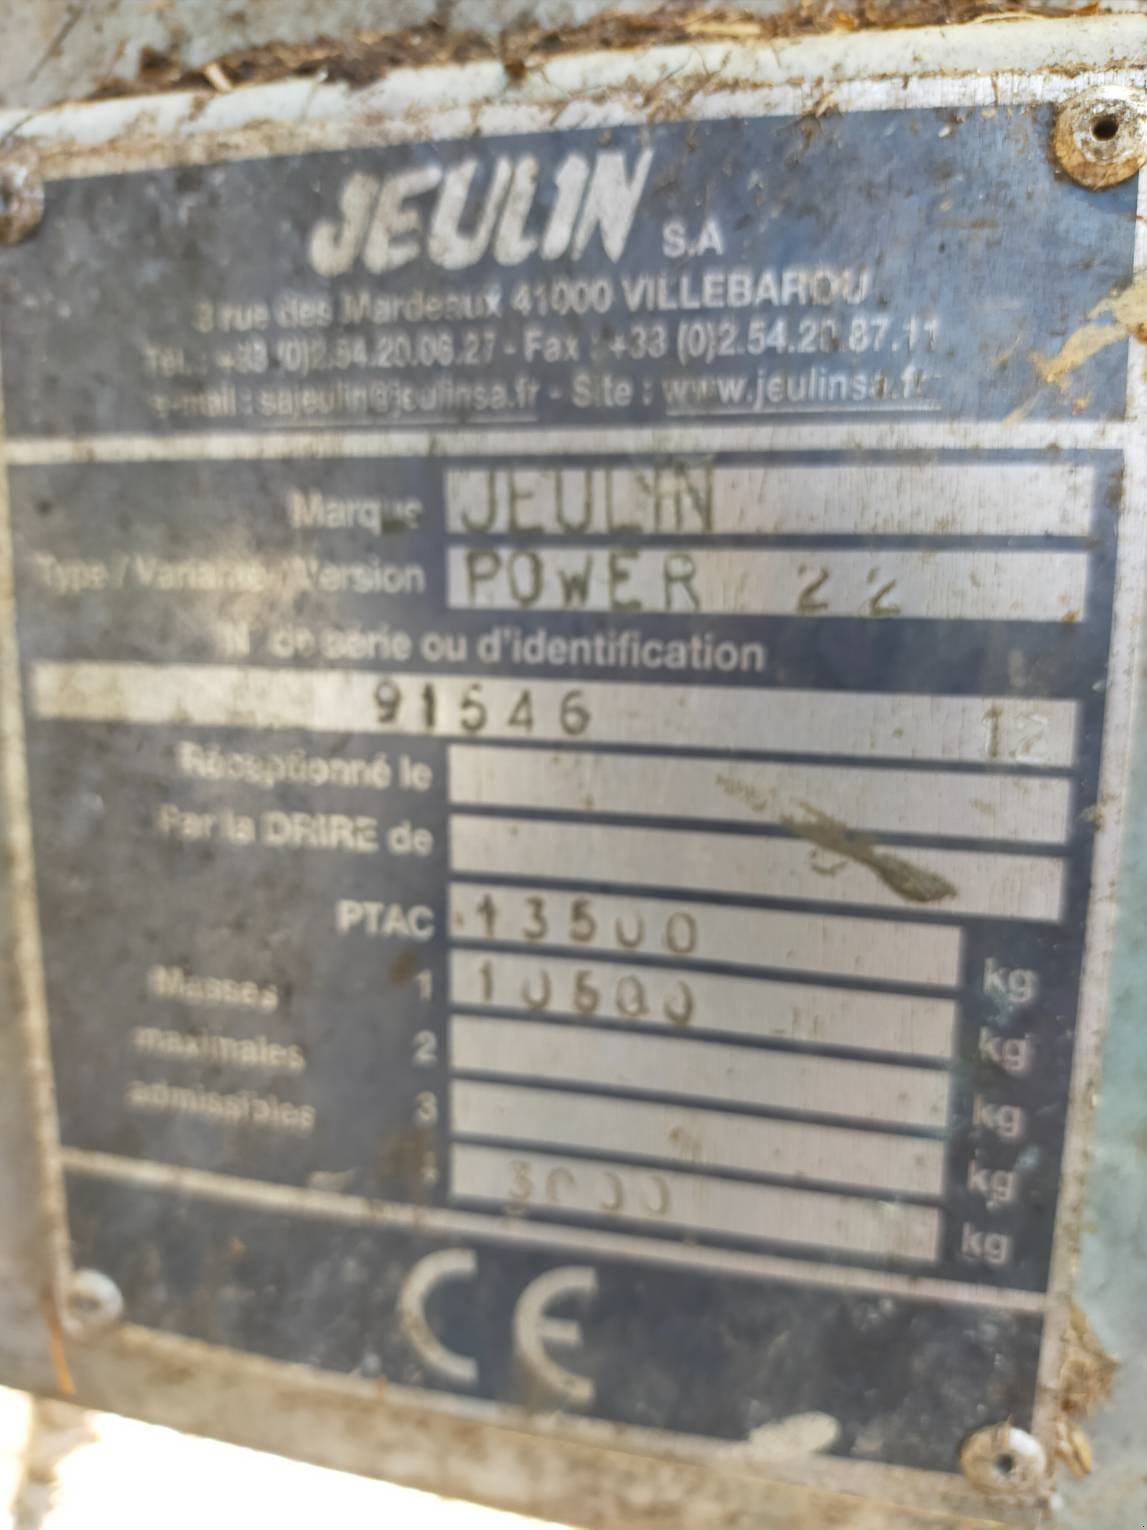 JEULIN S.A
8 rue des Mardeaux 41000 VILLEBAROU
Tél. : +33 (0)2.54.20.06.27 - Fax : +33 (0)2.54.20.87.11
e-mail : sajeulin@jeulinsa.fr - Site : www.jeulinsa.fr
Marque JEULIN
Type / Variante / Version POWER 22
N° de série ou d'identification
91546 12
Réceptionné le
Par la DRIRE de
PTAC 13500 kg
Masses 1 10500 kg
maximales 2 kg
admissibles 3 kg
3000 kg
CE